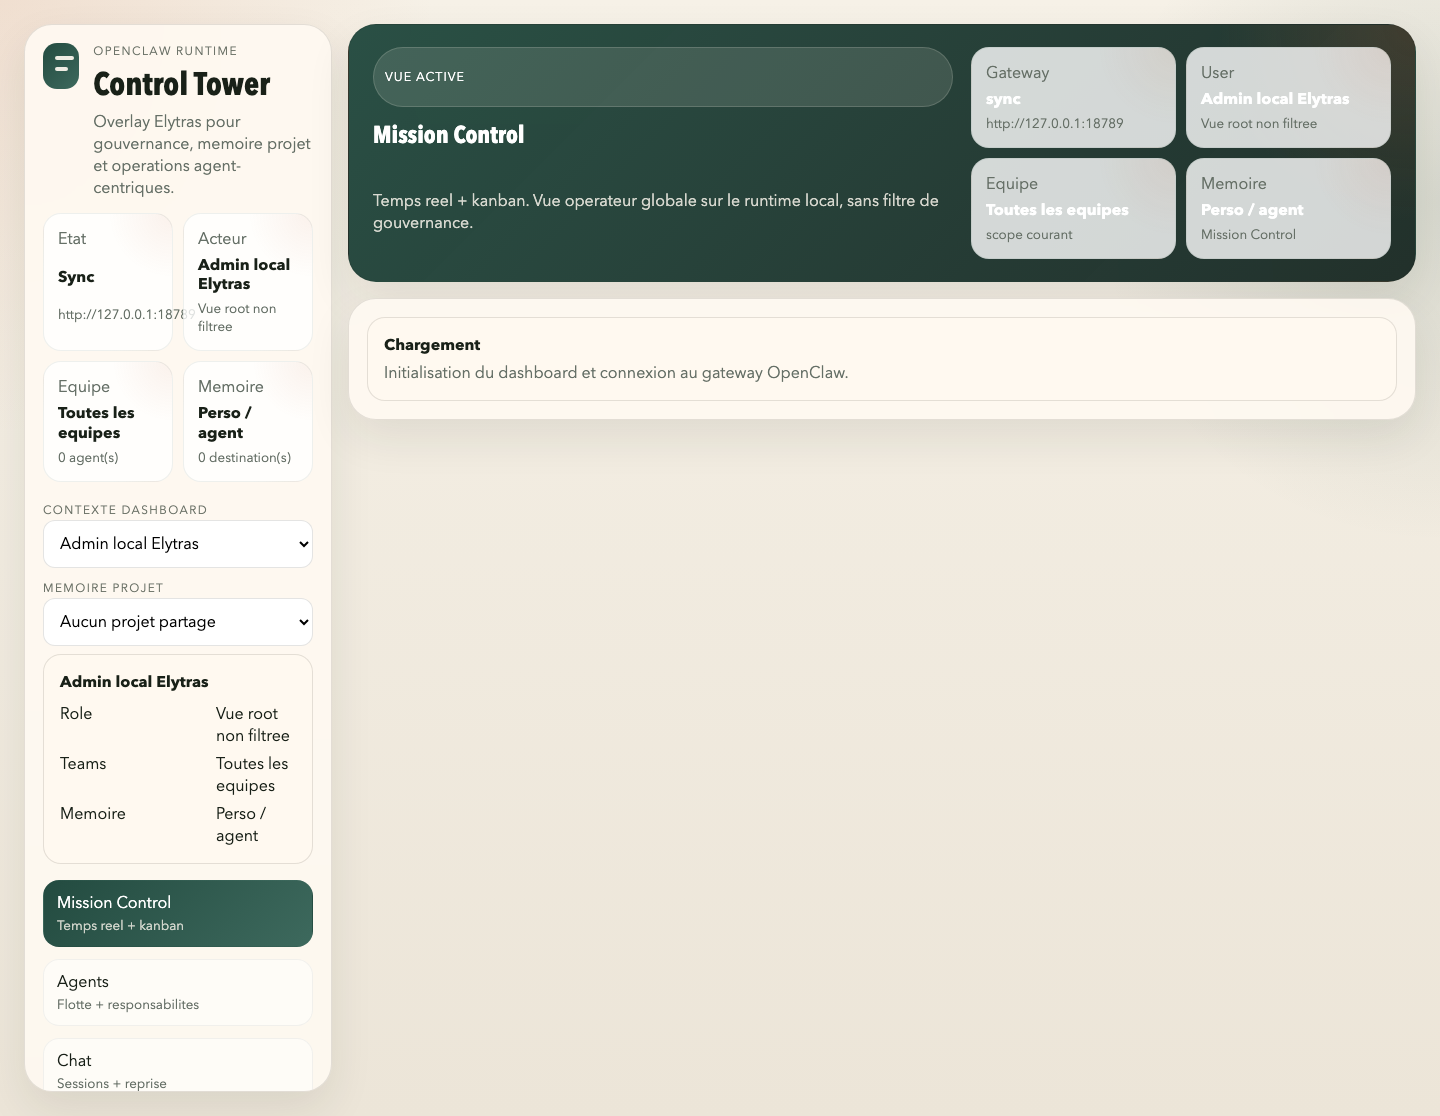 OPENCLAW RUNTIME
Control Tower
Overlay Elytras pour
gouvernance, memoire projet
et operations agent-
centriques.
Etat
Sync
http://127.0.0.1:18789
Acteur
Admin local
Elytras
Vue root non
filtree
Equipe
Toutes les
equipes
0 agent(s)
Memoire
Perso /
agent
0 destination(s)
CONTEXTE DASHBOARD
Admin local Elytras
MEMOIRE PROJET
Aucun projet partage
Admin local Elytras
Role
Vue root
non filtree
Teams
Toutes les
equipes
Memoire
Perso /
agent
Mission Control
Temps reel + kanban
Agents
Flotte + responsabilites
Chat
Sessions + reprise
VUE ACTIVE
Mission Control
Temps reel + kanban. Vue operateur globale sur le runtime local, sans filtre de
gouvernance.
Gateway
sync
http://127.0.0.1:18789
User
Admin local Elytras
Vue root non filtree
Equipe
Toutes les equipes
scope courant
Memoire
Perso / agent
Mission Control
Chargement
Initialisation du dashboard et connexion au gateway OpenClaw.